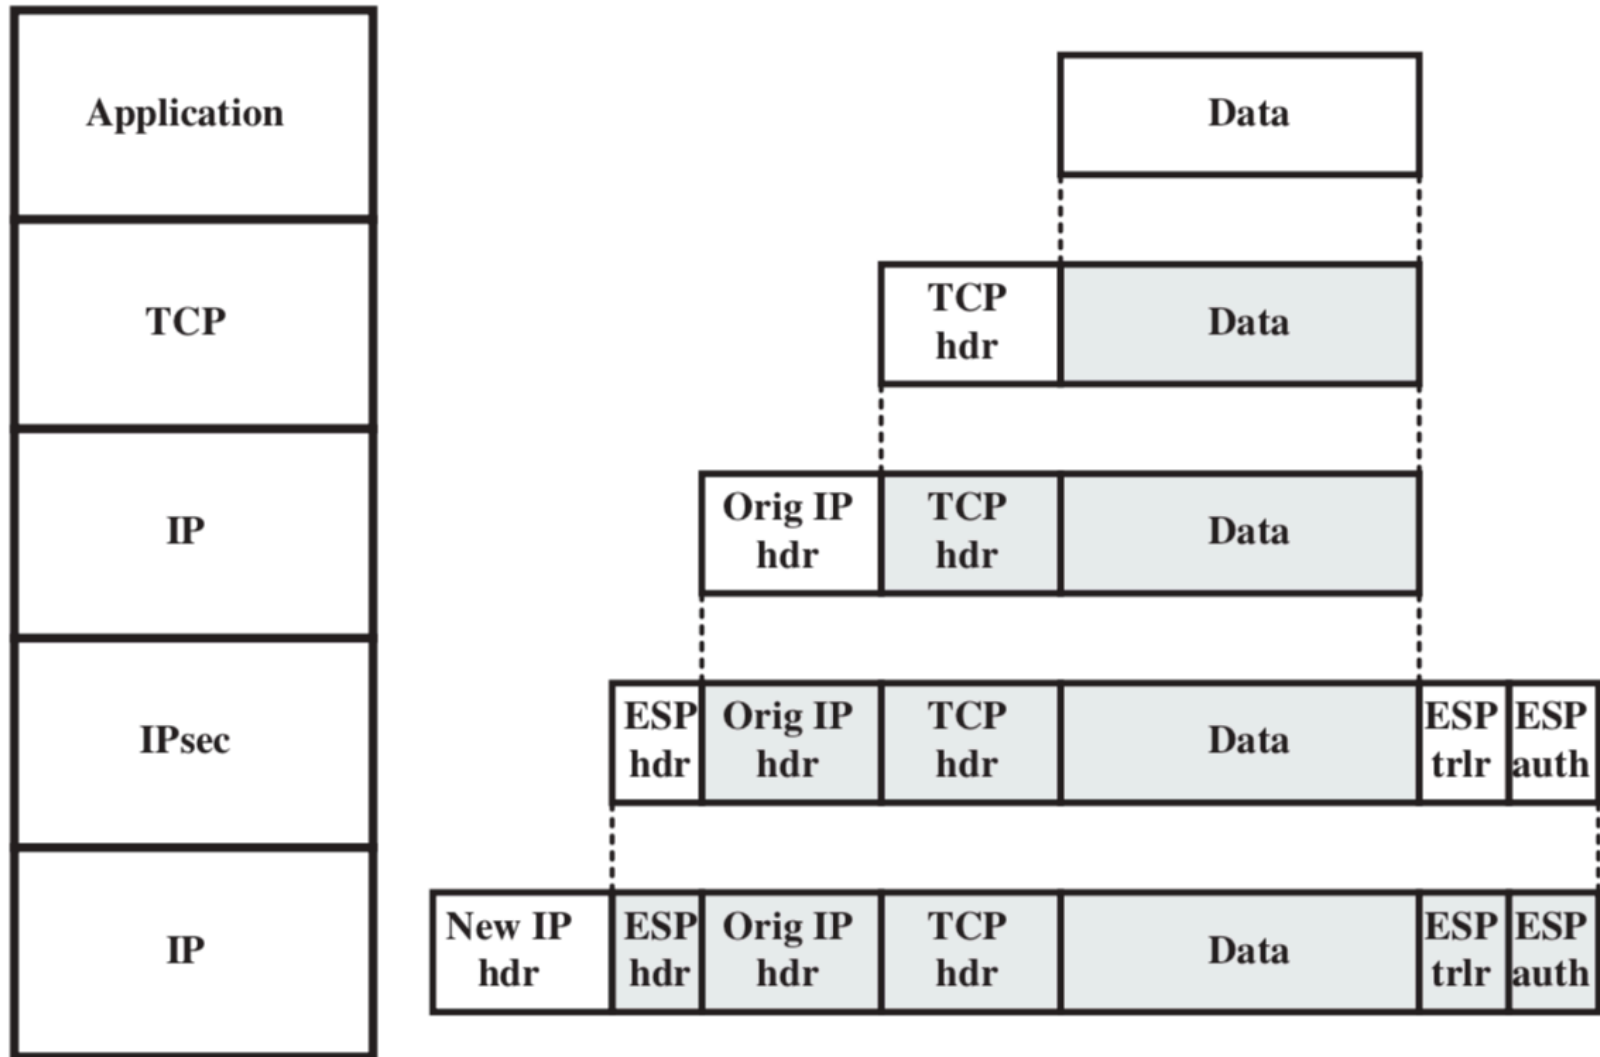 Application
Data
TCP
TCP
hdr
Data
IP
Orig IP
hdr
TCP
hdr
Data
IPsec
ESP
hdr
Orig IP
hdr
TCP
hdr
Data
ESP
trlr
ESP
auth
IP
New IP
hdr
ESP
hdr
Orig IP
hdr
TCP
hdr
Data
ESP
trlr
ESP
auth